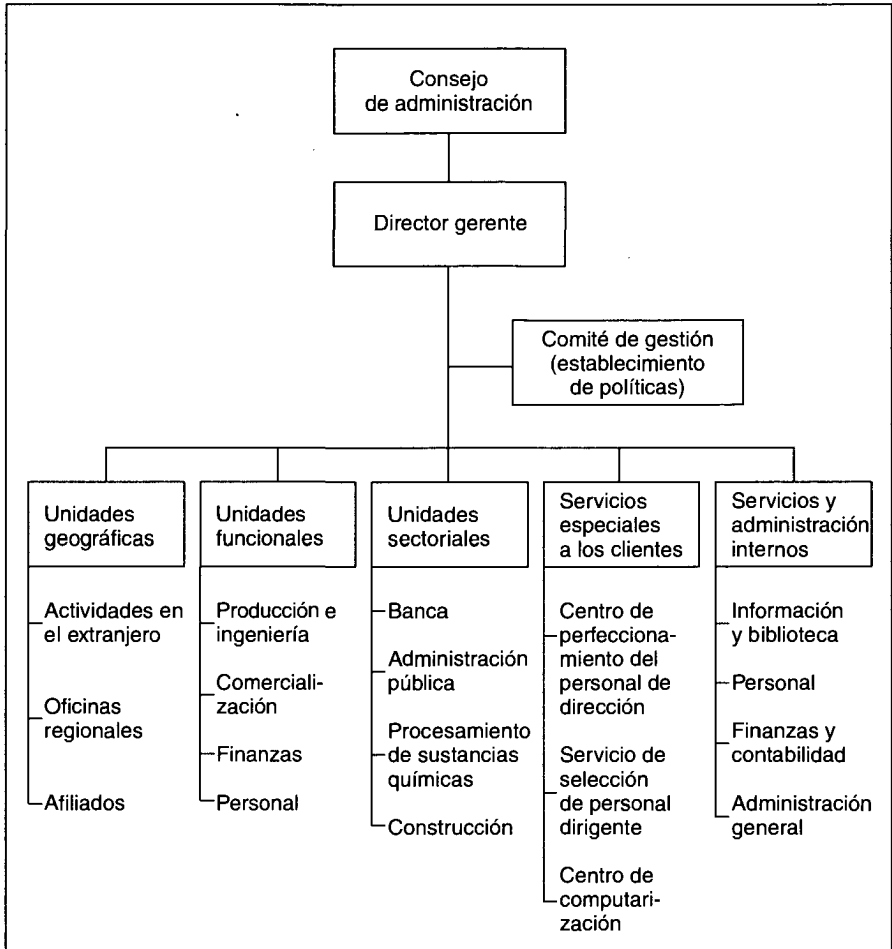 Consejo
de administración
Director gerente
Comité de gestión
(establecimiento
de políticas)
Unidades
geográficas
Actividades en
el extranjero
Oficinas
regionales
Afiliados
Unidades
funcionales
Producción e
ingeniería
Comerciali-
zación
Finanzas
Personal
Unidades
sectoriales
Banca
Administración
pública
Procesamiento
de sustancias
químicas
Construcción
Servicios
especiales
a los clientes
Centro de
perfecciona-
miento del
personal de
dirección
Servicio de
selección
de personal
dirigente
Centro de
computari-
zación
Servicios y
administración
internos
Información
y biblioteca
Personal
Finanzas y
contabilidad
Administración
general